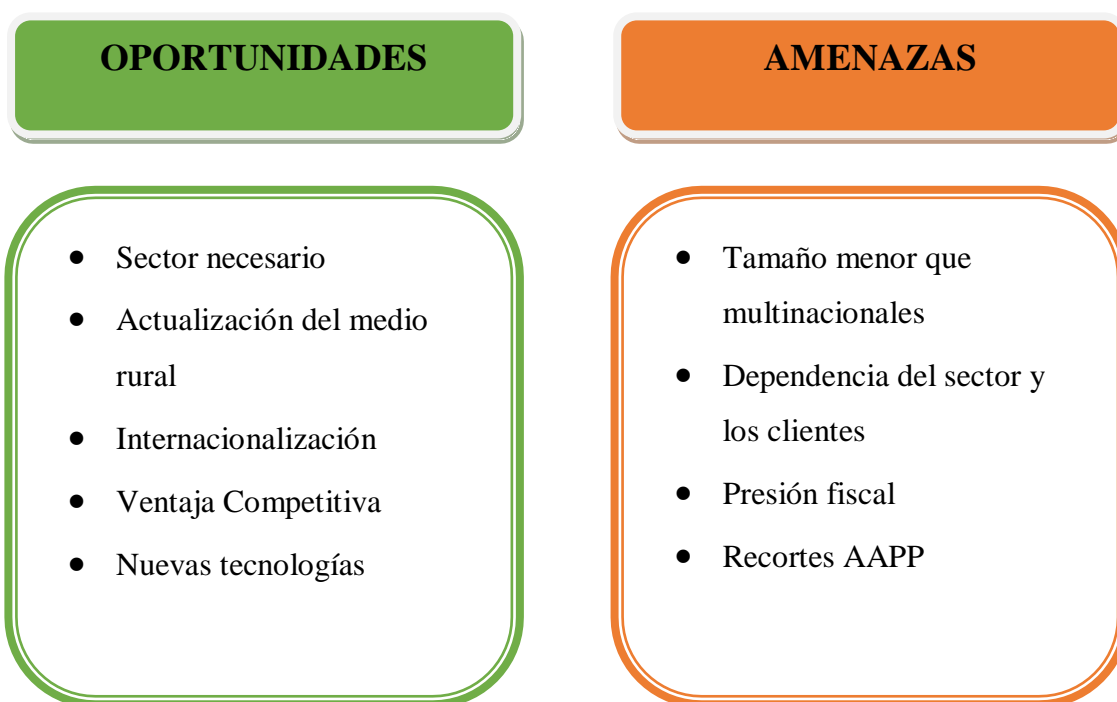 OPORTUNIDADES
• Sector necesario
• Actualización del medio
rural
• Internacionalización
• Ventaja Competitiva
• Nuevas tecnologías
AMENAZAS
• Tamaño menor que
multinacionales
• Dependencia del sector y
los clientes
• Presión fiscal
• Recortes AAPP